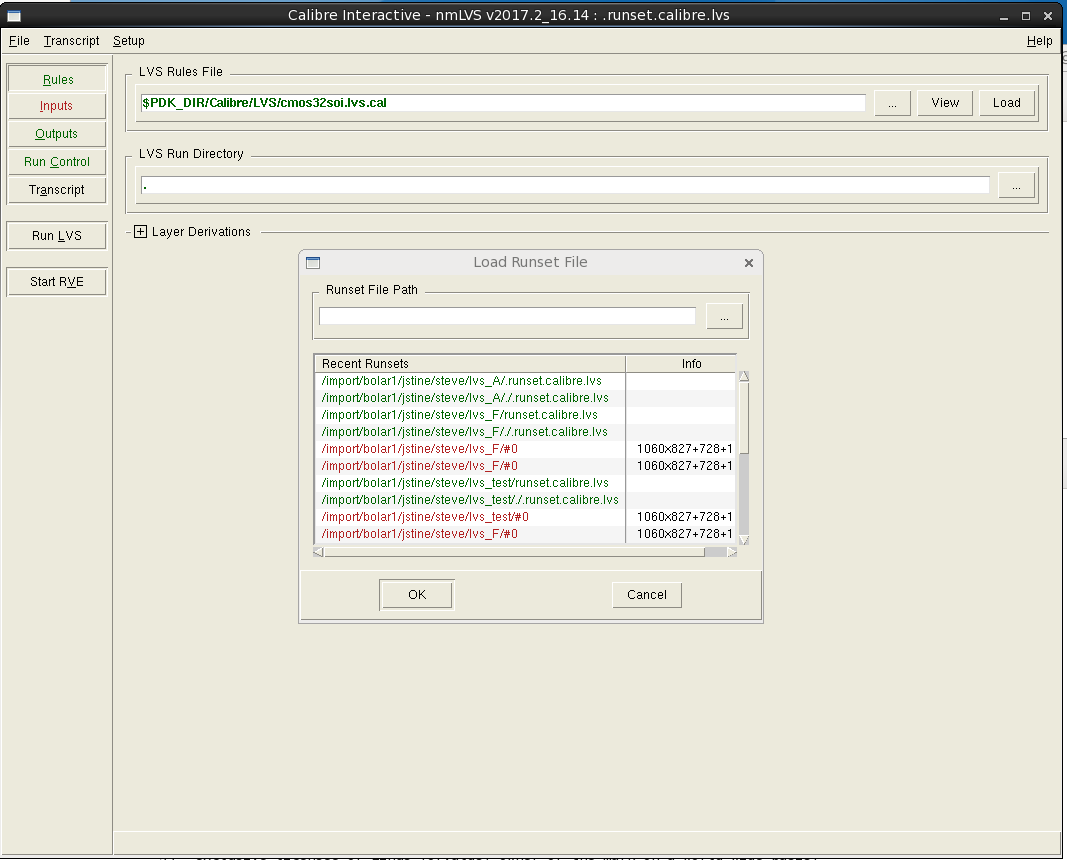 Calibre Interactive - nmLVS v2017.2_16.14 : .runset.calibre.lvs
File Transcript Setup Help
Rules
Inputs
Outputs
Run Control
Transcript
Run LVS
Start RVE
LVS Rules File
$PDK_DIR/Calibre/LVS/cmos32soi.lvs.cal ... View Load
LVS Run Directory
. ...
+ Layer Derivations
Load Runset File
Runset File Path
...
Recent Runsets Info
/import/bolar1/jstine/steve/lvs_A/.runset.calibre.lvs
/import/bolar1/jstine/steve/lvs_A/./.runset.calibre.lvs
/import/bolar1/jstine/steve/lvs_F/runset.calibre.lvs
/import/bolar1/jstine/steve/lvs_F/./.runset.calibre.lvs
/import/bolar1/jstine/steve/lvs_F/#0 1060x827+728+1
/import/bolar1/jstine/steve/lvs_F/#0 1060x827+728+1
/import/bolar1/jstine/steve/lvs_test/runset.calibre.lvs
/import/bolar1/jstine/steve/lvs_test/./.runset.calibre.lvs
/import/bolar1/jstine/steve/lvs_test/#0 1060x827+728+1
/import/bolar1/jstine/steve/lvs_F/#0 1060x827+728+1
OK Cancel